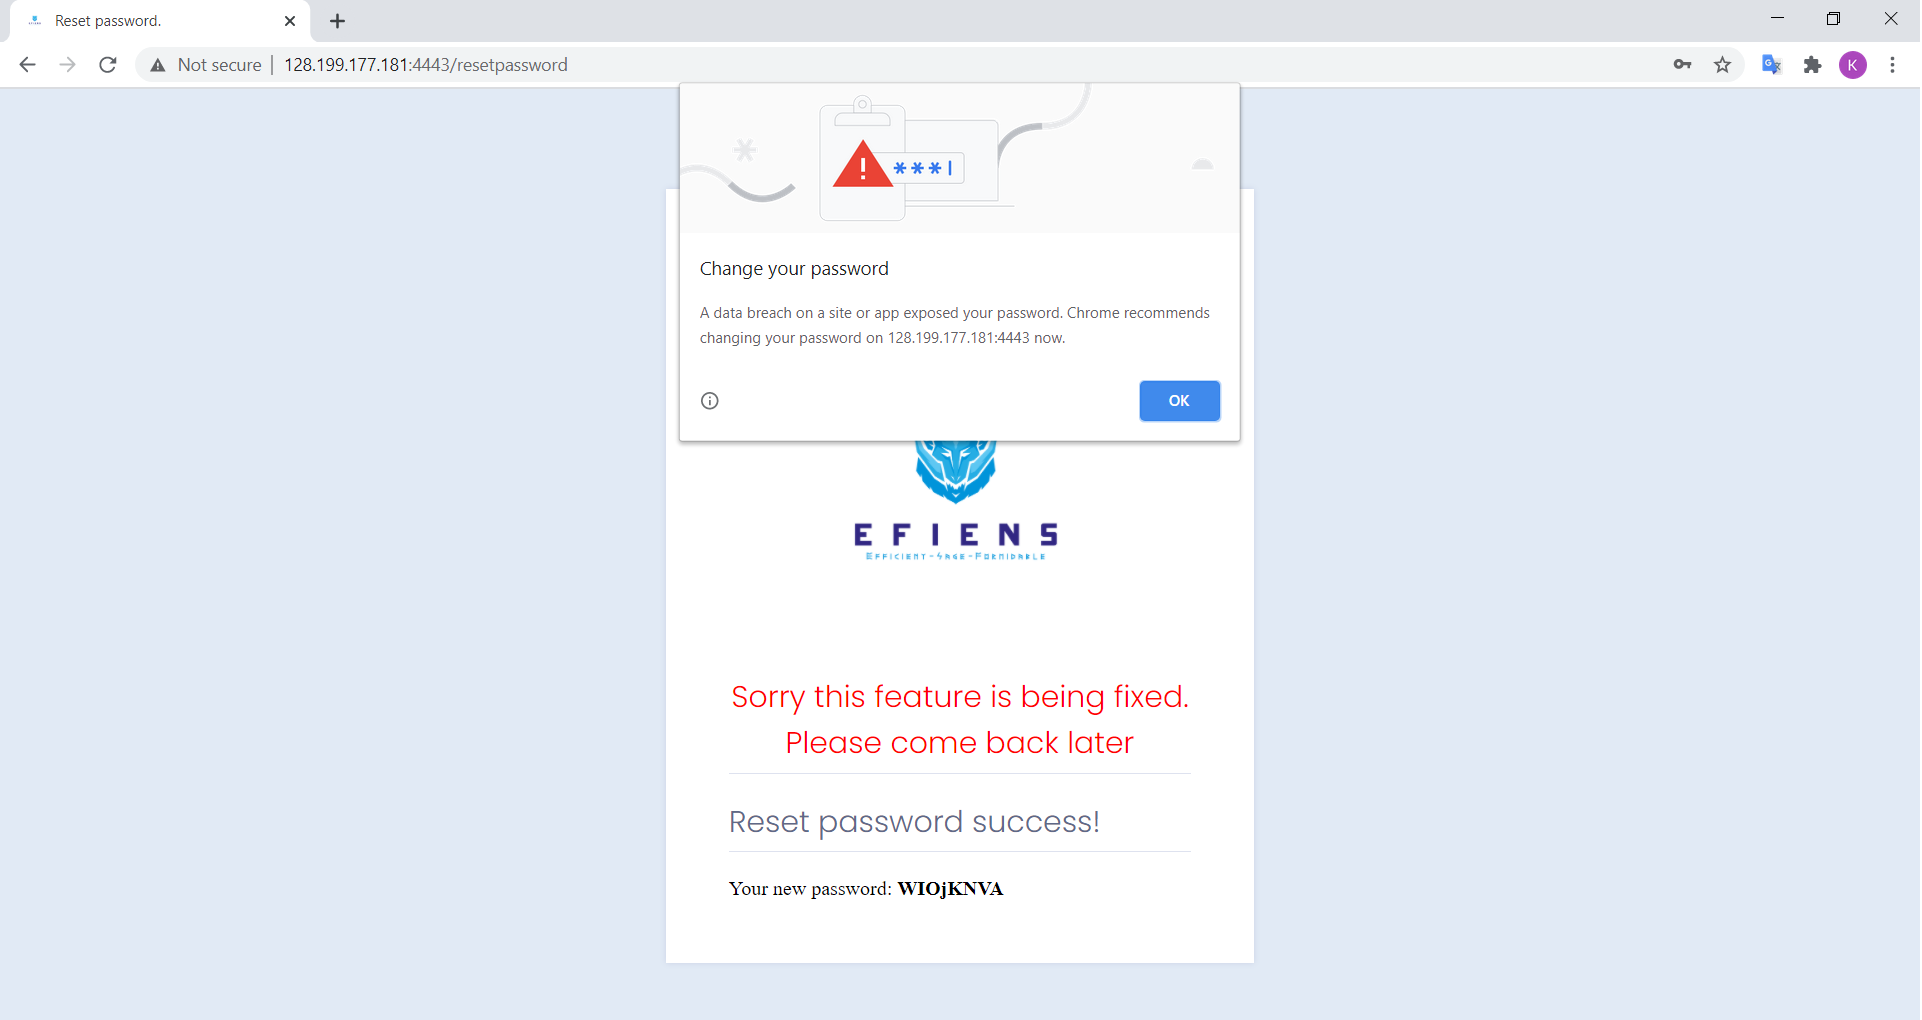 Reset password.
Not secure | 128.199.177.181:4443/resetpassword
K
***|
Change your password
A data breach on a site or app exposed your password. Chrome recommends
changing your password on 128.199.177.181:4443 now.
OK
EFIENS
Efficient-Sage-Formidable
Sorry this feature is being fixed.
Please come back later
Reset password success!
Your new password: WIOjKNVA